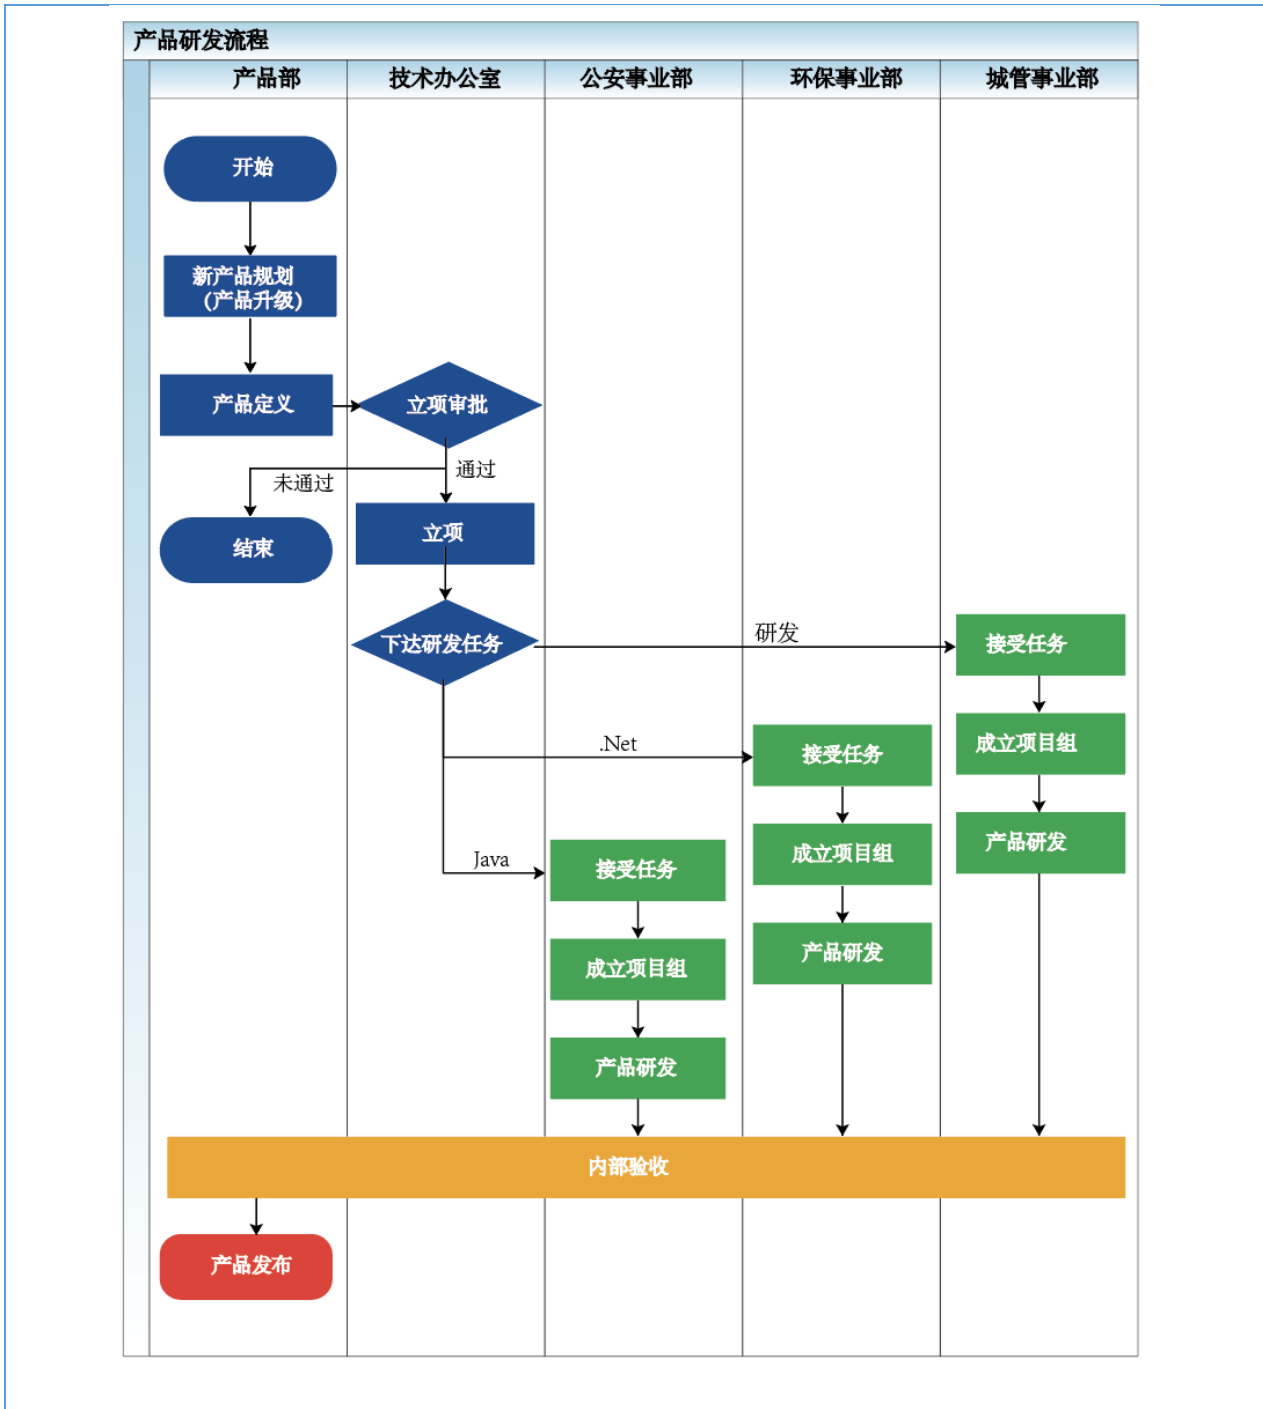 产品研发流程
产品部
技术办公室
公安事业部
环保事业部
城管事业部
开始
新产品规划
（产品升级）
产品定义
立项审批
未通过
通过
结束
立项
下达研发任务
研发
接受任务
成立项目组
产品研发
.Net
接受任务
成立项目组
产品研发
Java
接受任务
成立项目组
产品研发
内部验收
产品发布